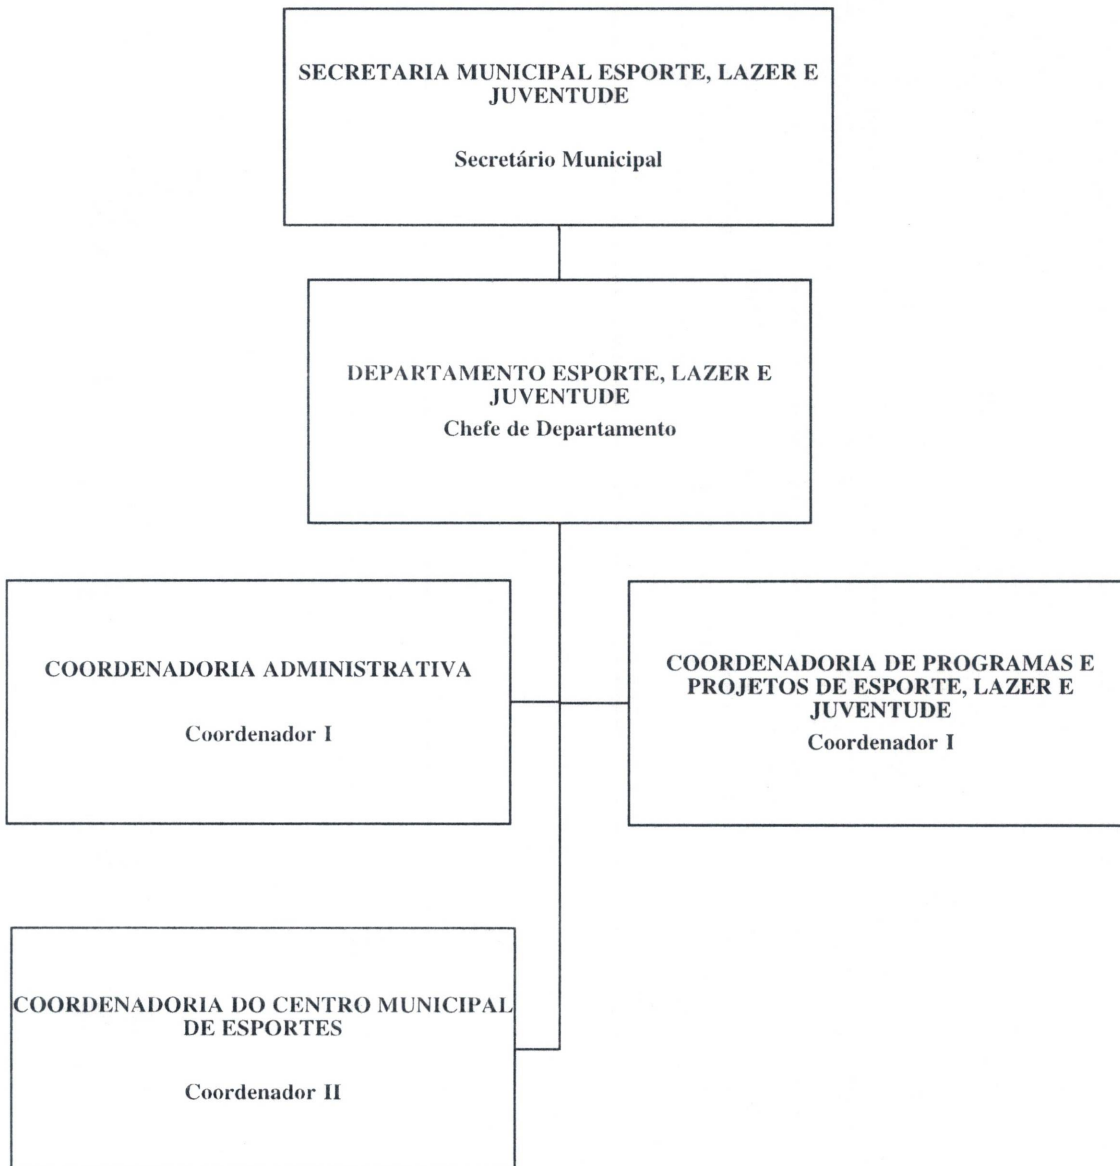 SECRETARIA MUNICIPAL ESPORTE, LAZER E
JUVENTUDE
Secretário Municipal
DEPARTAMENTO ESPORTE, LAZER E
JUVENTUDE
Chefe de Departamento
COORDENADORIA ADMINISTRATIVA
Coordenador I
COORDENADORIA DE PROGRAMAS E
PROJETOS DE ESPORTE, LAZER E
JUVENTUDE
Coordenador I
COORDENADORIA DO CENTRO MUNICIPAL
DE ESPORTES
Coordenador II